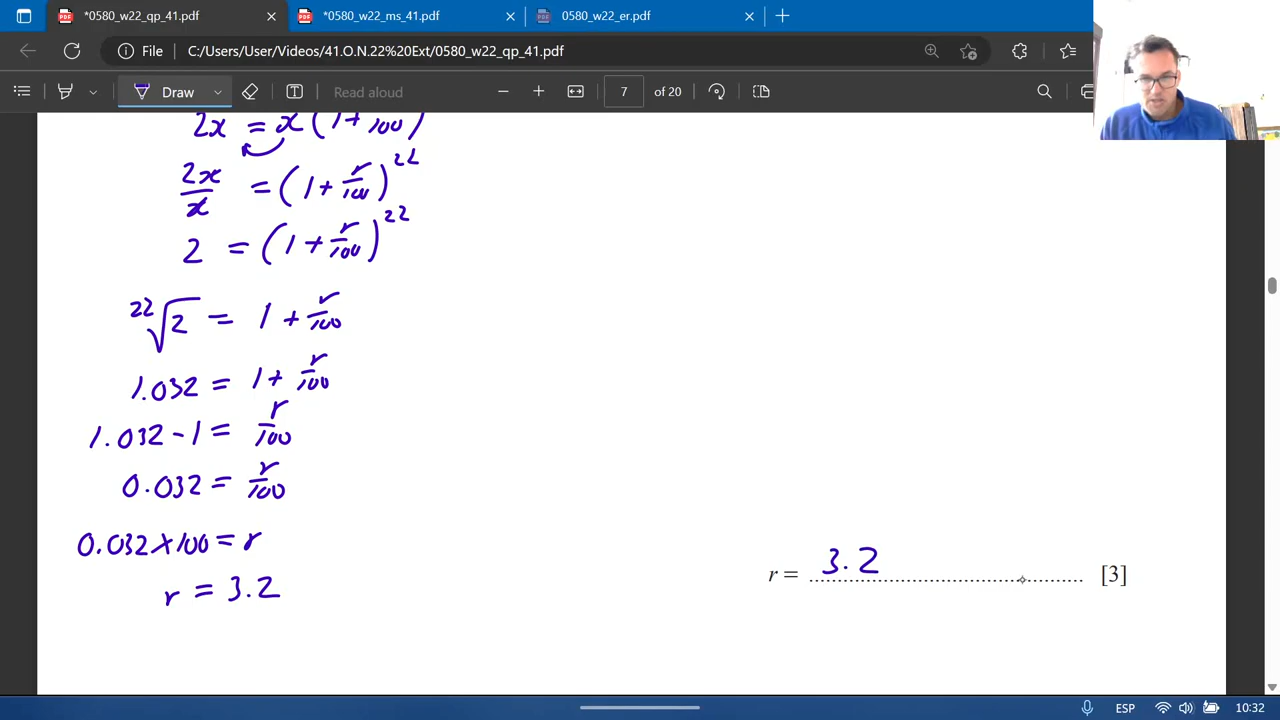 *0580_w22_qp_41.pdf
*0580_w22_ms_41.pdf
0580_w22_er.pdf
File
C:/Users/User/Videos/41.O.N.22%20Ext/0580_w22_qp_41.pdf
Draw
Read aloud
7 of 20
2x = x(1+ /100)
2x/x = (1 + r/100)^22
2 = (1 + r/100)^22
22√2 = 1 + r/100
1.032 = 1 + r/100
1.032 - 1 = r/100
0.032 = r/100
0.032 × 100 = r
r = 3.2
r = 3.2 [3]
ESP
10:32